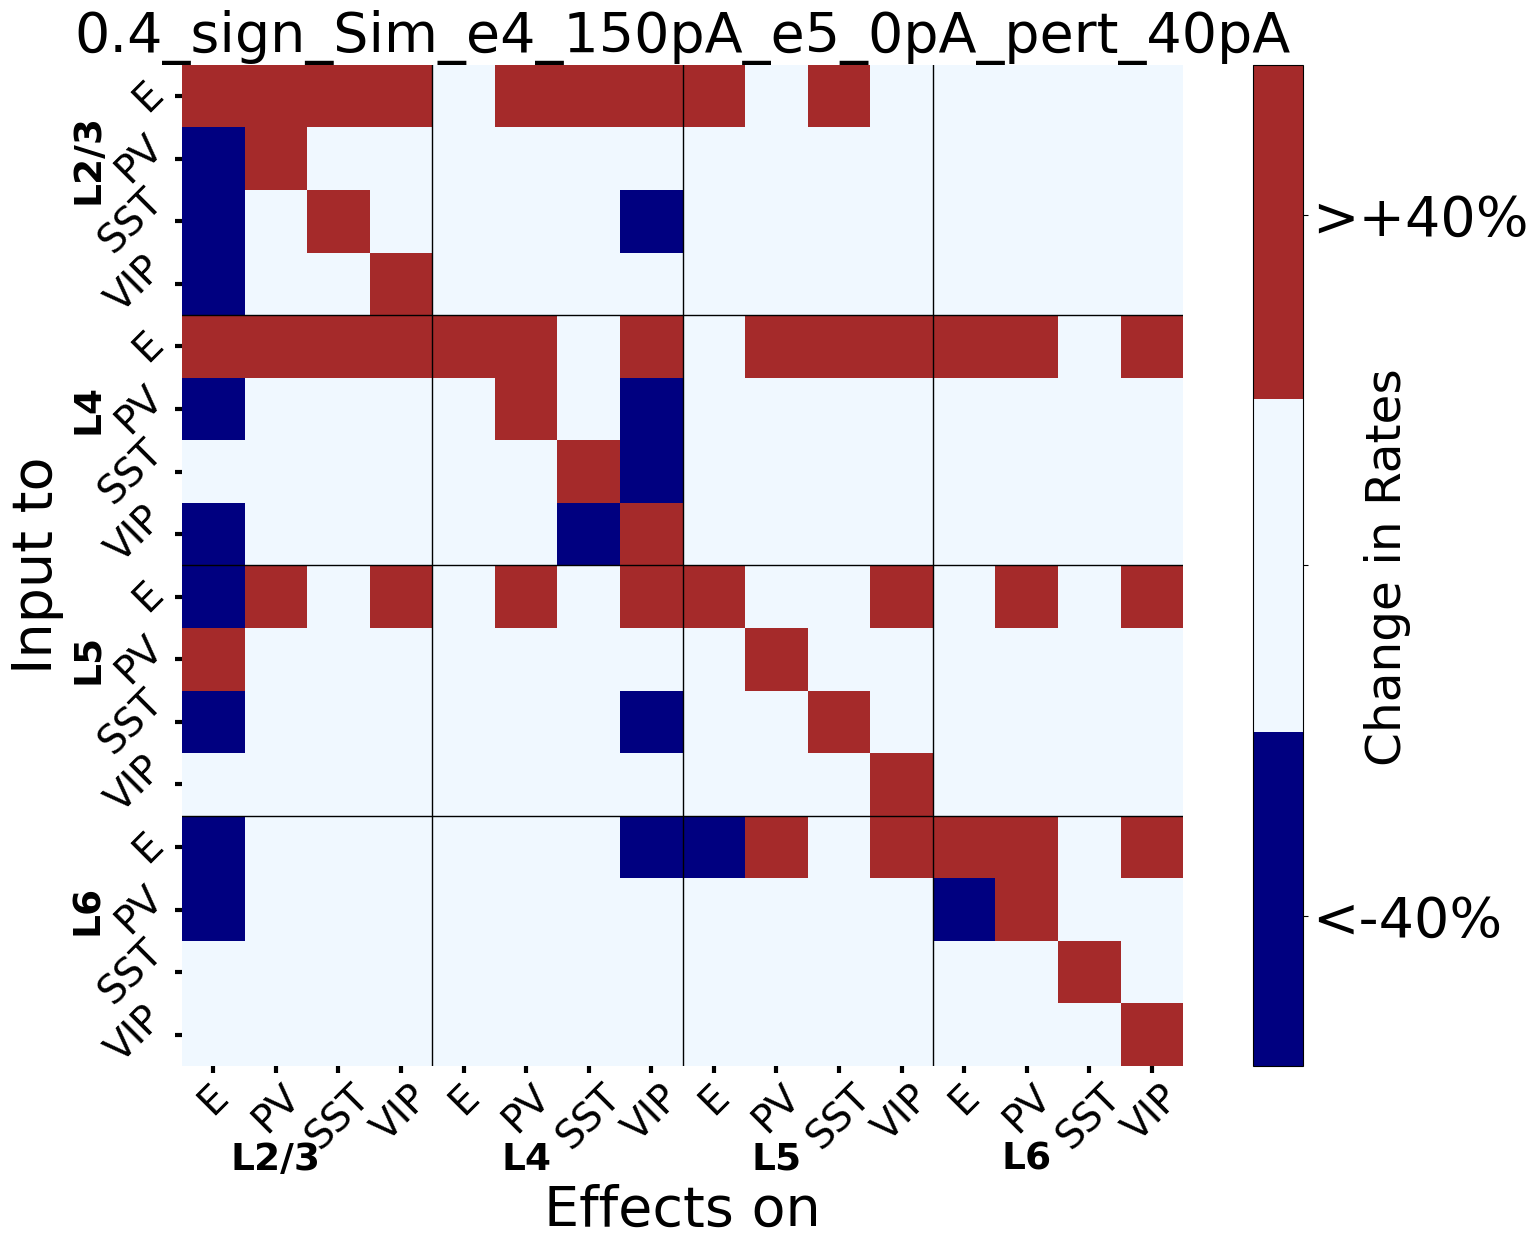 0.4_sign_Sim_e4_150pA_e5_0pA_pert_40pA
Input to
L2/3
E
PV
SST
VIP
L4
E
PV
SST
VIP
L5
E
PV
SST
VIP
L6
E
PV
SST
VIP
E PV SST VIP E PV SST VIP E PV SST VIP E PV SST VIP
L2/3 L4 L5 L6
Effects on
>+40%
<-40%
Change in Rates